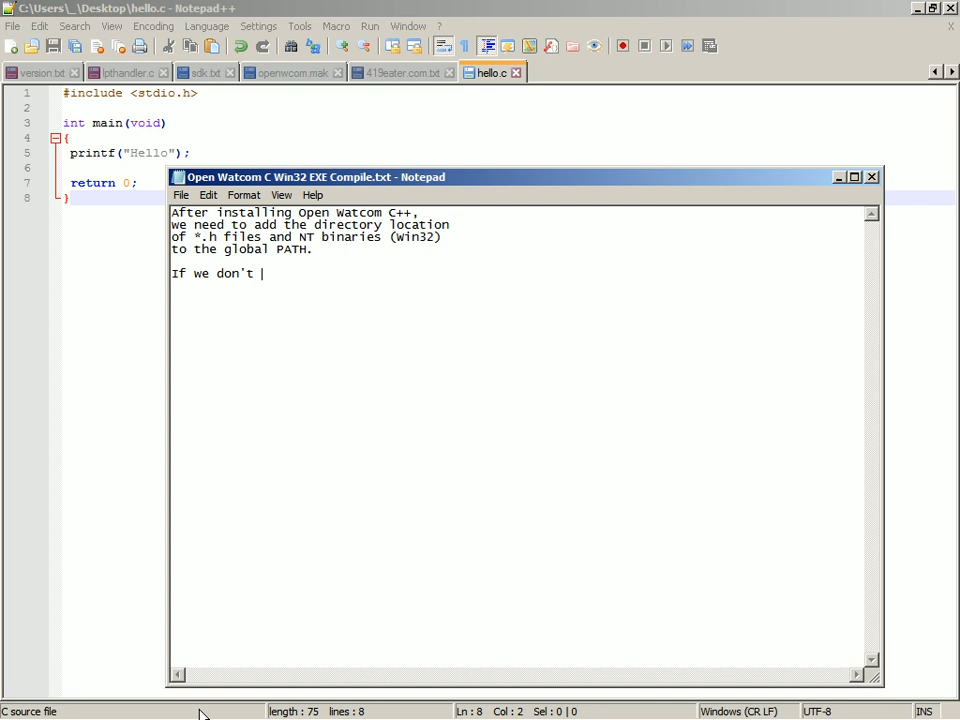 C:\Users\_\Desktop\hello.c - Notepad++
File Edit Search View Encoding Language Settings Tools Macro Run Window ? X
version.txt lpthandler.c sdk.txt openwcom.mak 419eater.com.txt hello.c
1 #include <stdio.h>
2
3 int main(void)
4 {
5 printf("Hello");
6
7 return 0;
8 }
Open Watcom C Win32 EXE Compile.txt - Notepad
File Edit Format View Help
After installing Open Watcom C++,
we need to add the directory location
of *.h files and NT binaries (Win32)
to the global PATH.
If we don't
C source file length : 75 lines : 8 Ln : 8 Col : 2 Sel : 0 | 0 Windows (CR LF) UTF-8 INS